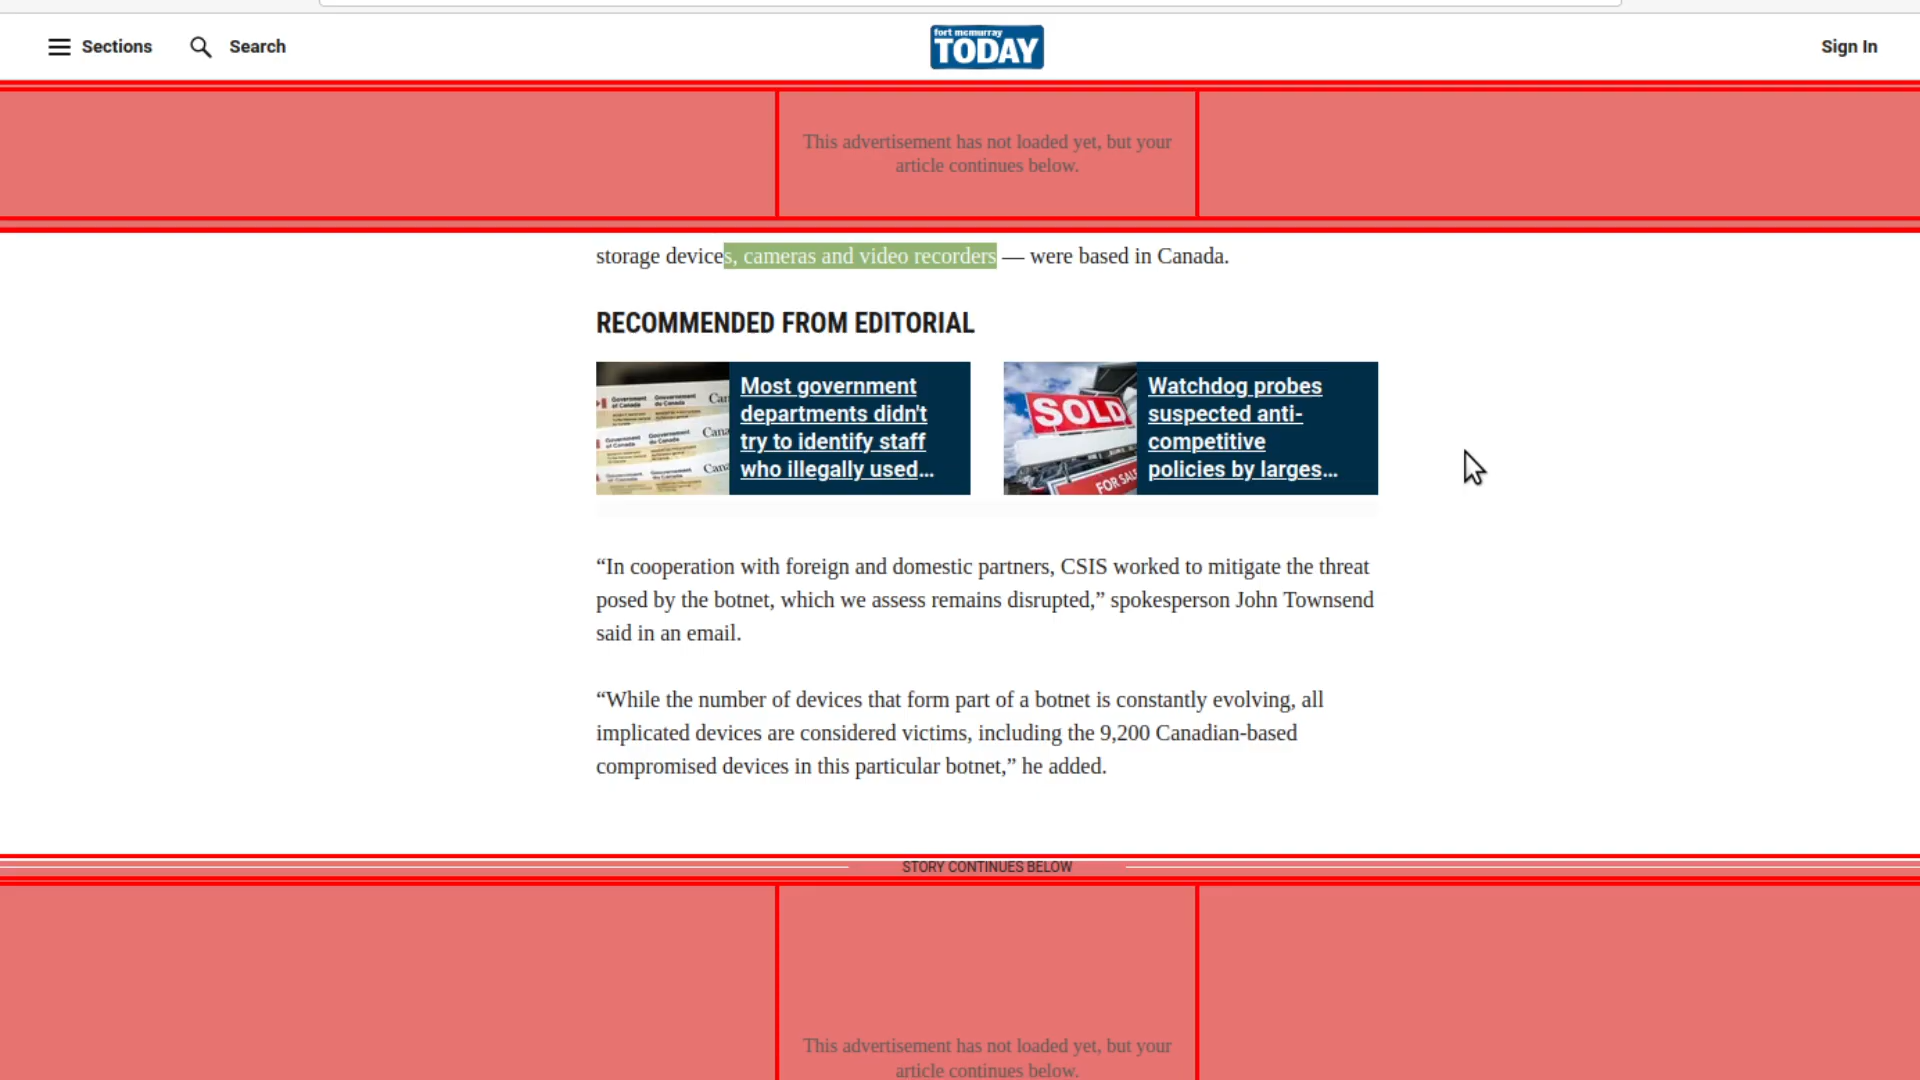 Sections
Search
fort mcmurray
TODAY
Sign In
This advertisement has not loaded yet, but your
article continues below.
storage devices, cameras and video recorders — were based in Canada.
RECOMMENDED FROM EDITORIAL
Most government
departments didn't
try to identify staff
who illegally used...
SOLD
FOR SAL
Watchdog probes
suspected anti-
competitive
policies by larges...
“In cooperation with foreign and domestic partners, CSIS worked to mitigate the threat
posed by the botnet, which we assess remains disrupted,” spokesperson John Townsend
said in an email.
“While the number of devices that form part of a botnet is constantly evolving, all
implicated devices are considered victims, including the 9,200 Canadian-based
compromised devices in this particular botnet,” he added.
STORY CONTINUES BELOW
This advertisement has not loaded yet, but your
article continues below.